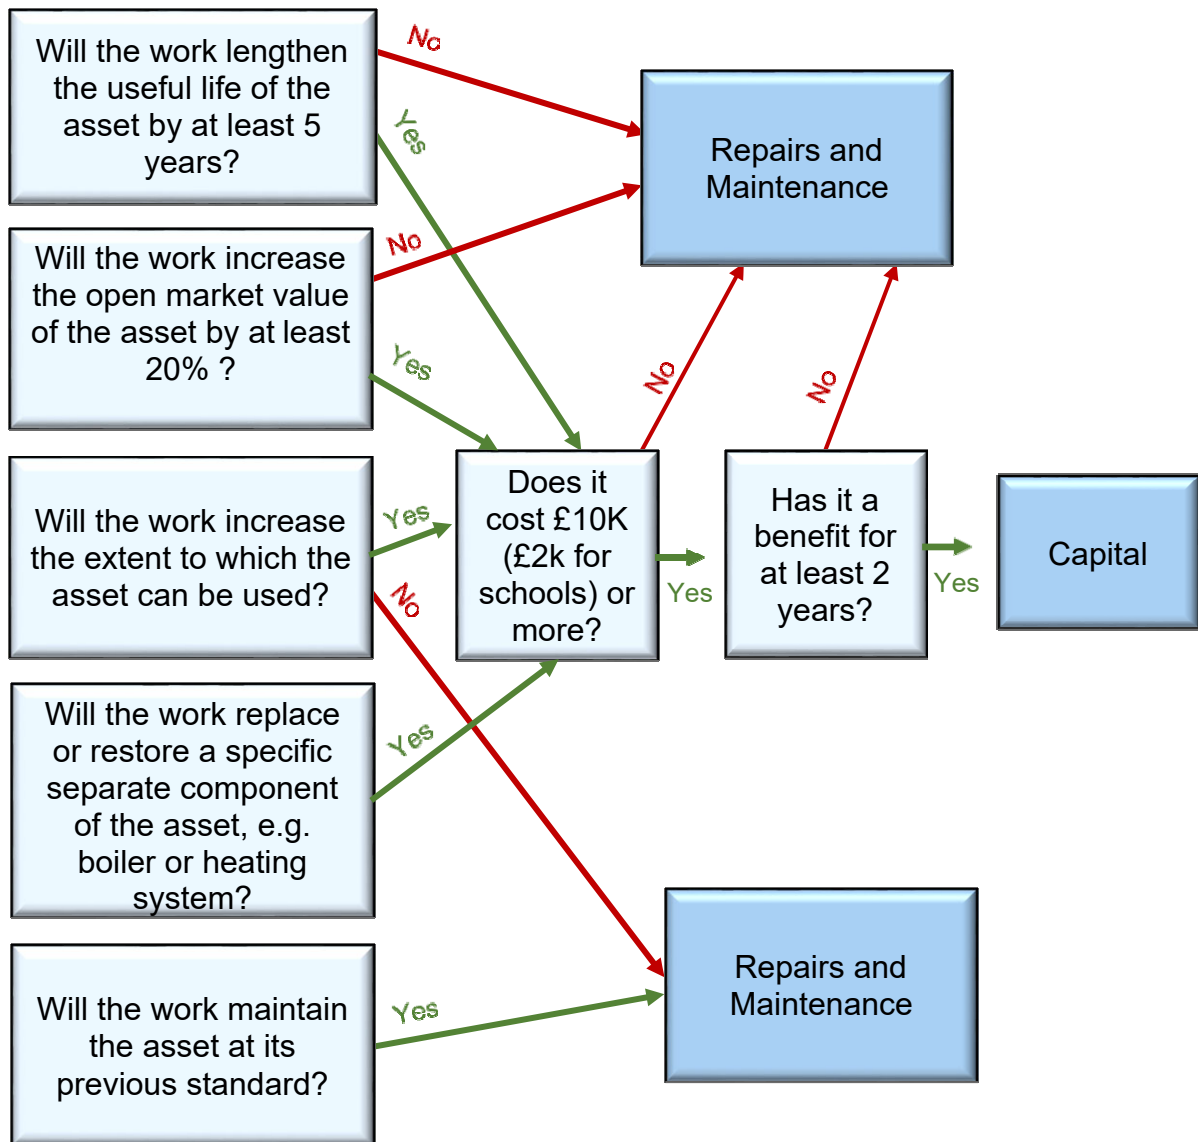 Will the work lengthen
the useful life of the
asset by at least 5
years?
No
Yes
Repairs and
Maintenance
Will the work increase
the open market value
of the asset by at least
20% ?
No
Yes
No
No
Will the work increase
the extent to which the
asset can be used?
Yes
No
Does it
cost £10K
(£2k for
schools) or
more?
Yes
Has it a
benefit for
at least 2
years?
Yes
Capital
Will the work replace
or restore a specific
separate component
of the asset, e.g.
boiler or heating
system?
Yes
Repairs and
Maintenance
Will the work maintain
the asset at its
previous standard?
Yes